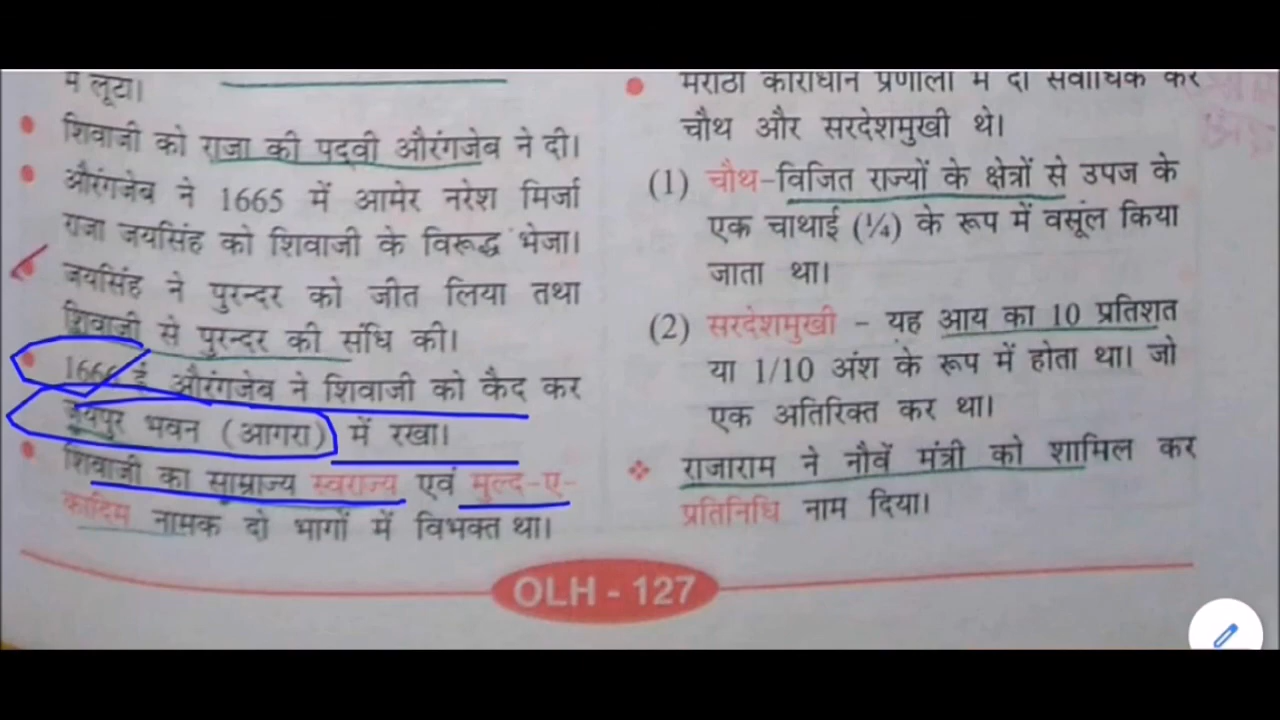 में लूटा।
शिवाजी को राजा की पदवी औरंगजेब ने दी।
औरंगजेब ने 1665 में आमेर नरेश मिर्जा
राजा जयसिंह को शिवाजी के विरूद्ध भेजा।
जयसिंह ने पुरन्दर को जीत लिया तथा
शिवाजी से पुरन्दर की संधि की।
1666 ई औरंगजेब ने शिवाजी को कैद कर
जयपुर भवन (आगरा) में रखा।
शिवाजी का साम्राज्य स्वराज्य एवं मुल्द-ए-
कादिम नामक दो भागों में विभक्त था।
मराठा काराधान प्रणाली में दो सर्वाधिक कर
चौथ और सरदेशमुखी थे।
(1) चौथ-विजित राज्यों के क्षेत्रों से उपज के
एक चाथाई (¼) के रूप में वसूल किया
जाता था।
(2) सरदेशमुखी - यह आय का 10 प्रतिशत
या 1/10 अंश के रूप में होता था। जो
एक अतिरिक्त कर था।
राजाराम ने नौवें मंत्री को शामिल कर
प्रतिनिधि नाम दिया।
OLH - 127